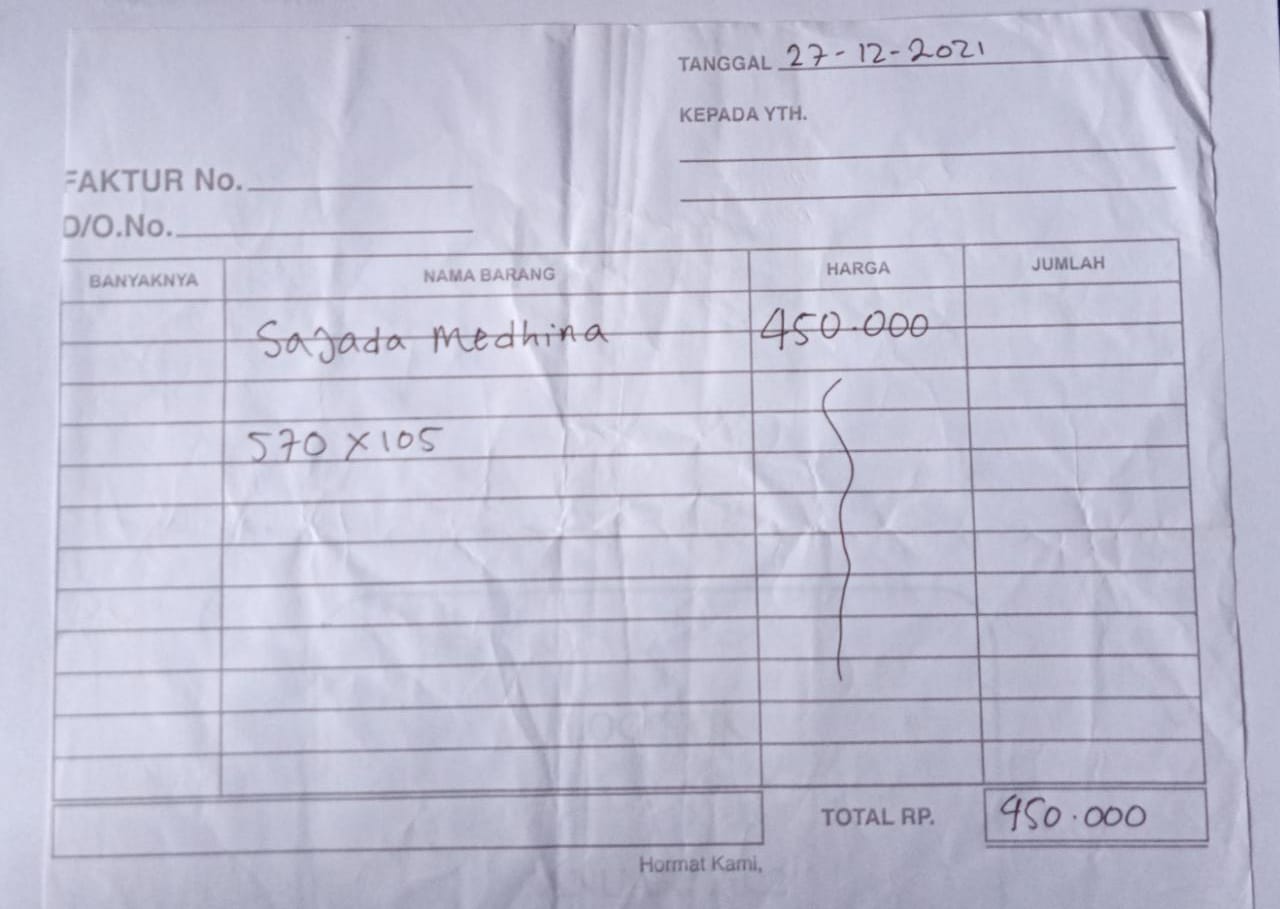 TANGGAL 27-12-2021
KEPADA YTH.
FAKTUR No.
D/O.No.
BANYAKNYA NAMA BARANG HARGA JUMLAH
Sajada Medhina 450.000
570 x 105
TOTAL RP. 450.000
Hormat Kami,